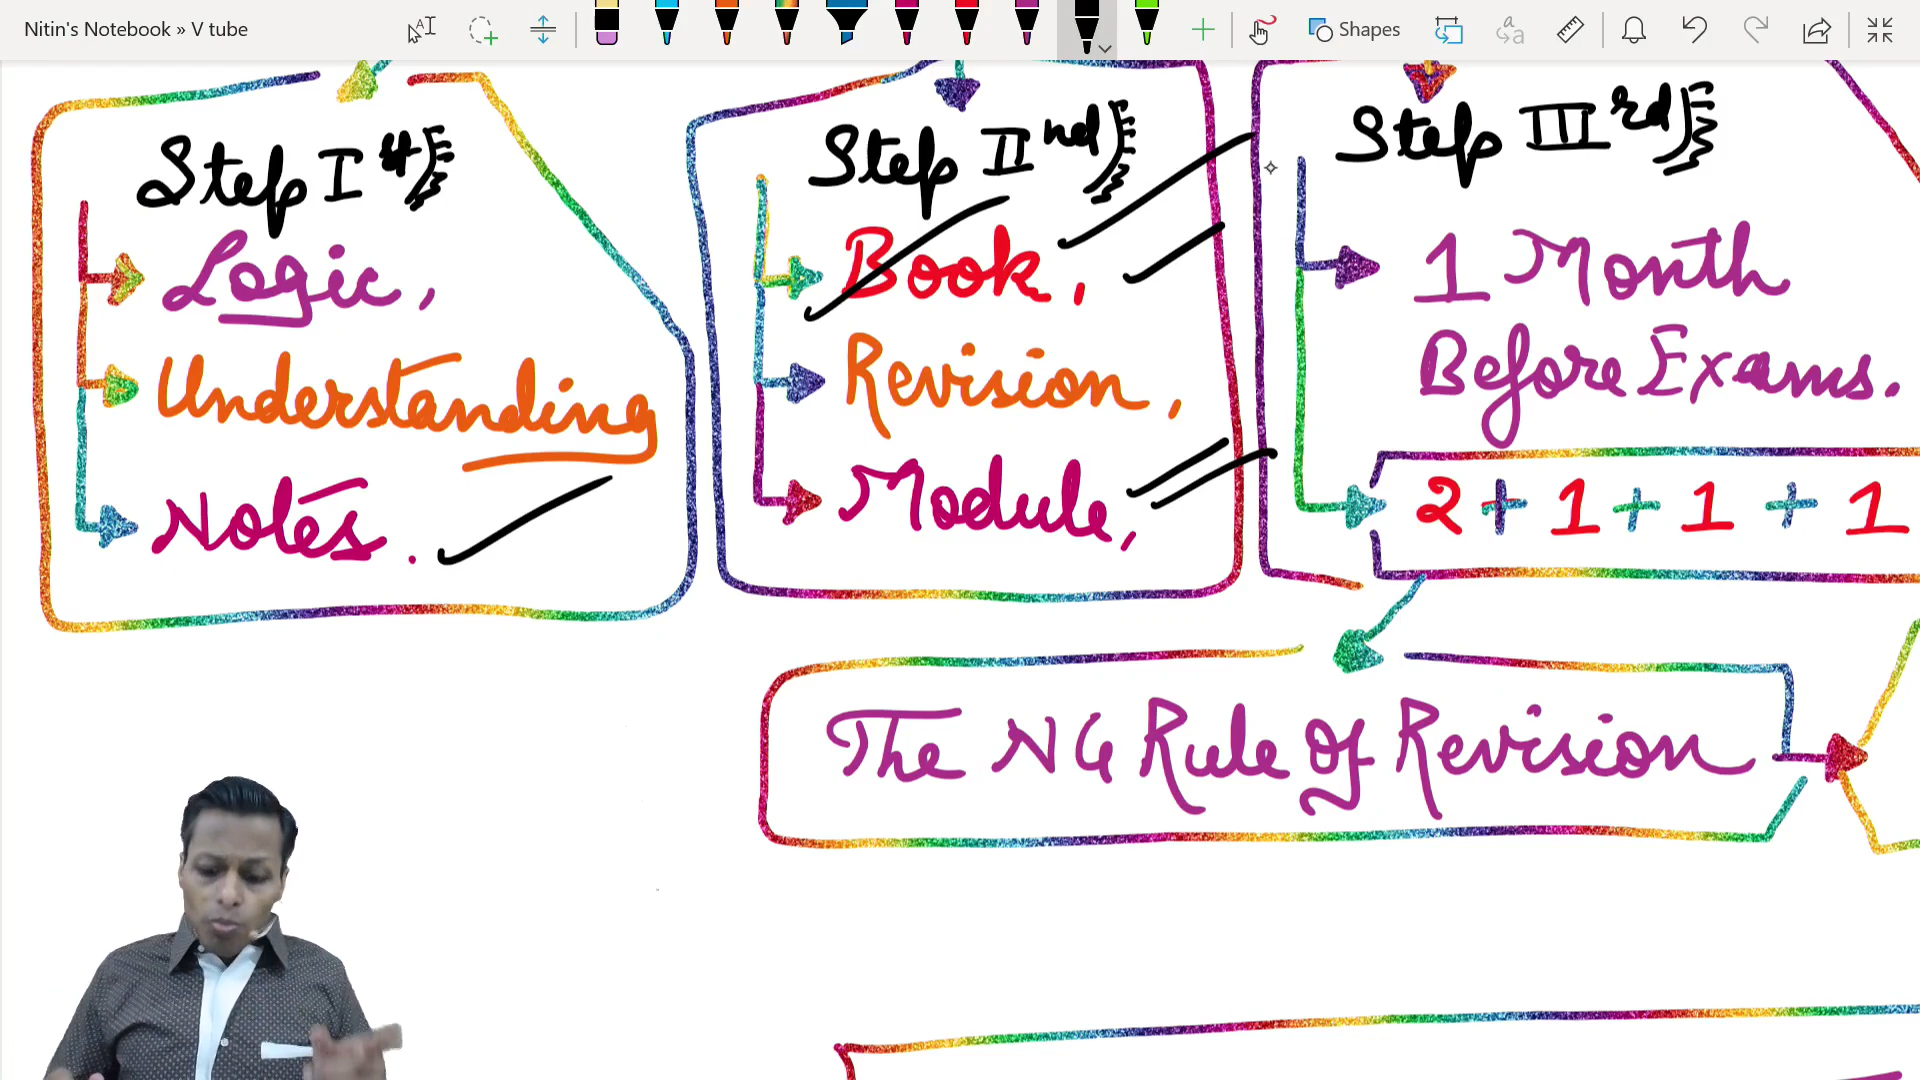 Nitin's Notebook » V tube
Shapes
Step I st
Logic,
Understanding
Notes.
Step II nd
Book,
Revision,
Module,
Step III rd
1 Month
Before Exams.
2 + 1 + 1 + 1
The NG Rule Of Revision